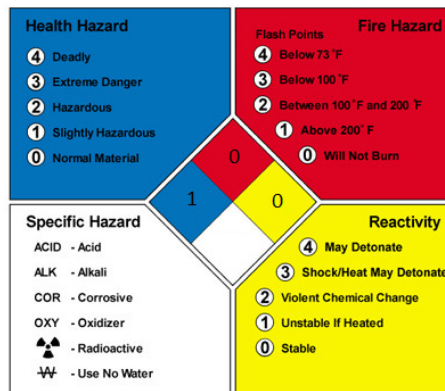 Health Hazard
4 Deadly
3 Extreme Danger
2 Hazardous
1 Slightly Hazardous
0 Normal Material
Fire Hazard
Flash Points
4 Below 73°F
3 Below 100°F
2 Between 100°F and 200°F
1 Above 200°F
0 Will Not Burn
0
1
0
Specific Hazard
ACID - Acid
ALK - Alkali
COR - Corrosive
OXY - Oxidizer
- Radioactive
W - Use No Water
Reactivity
4 May Detonate
3 Shock/Heat May Detonate
2 Violent Chemical Change
1 Unstable If Heated
0 Stable